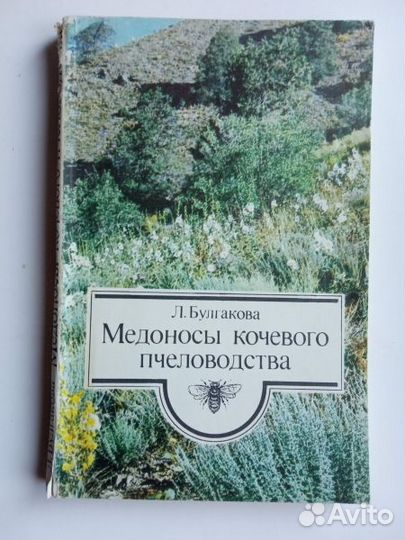 Л. Булгакова
Медоносы кочевого
пчеловодства
Avito